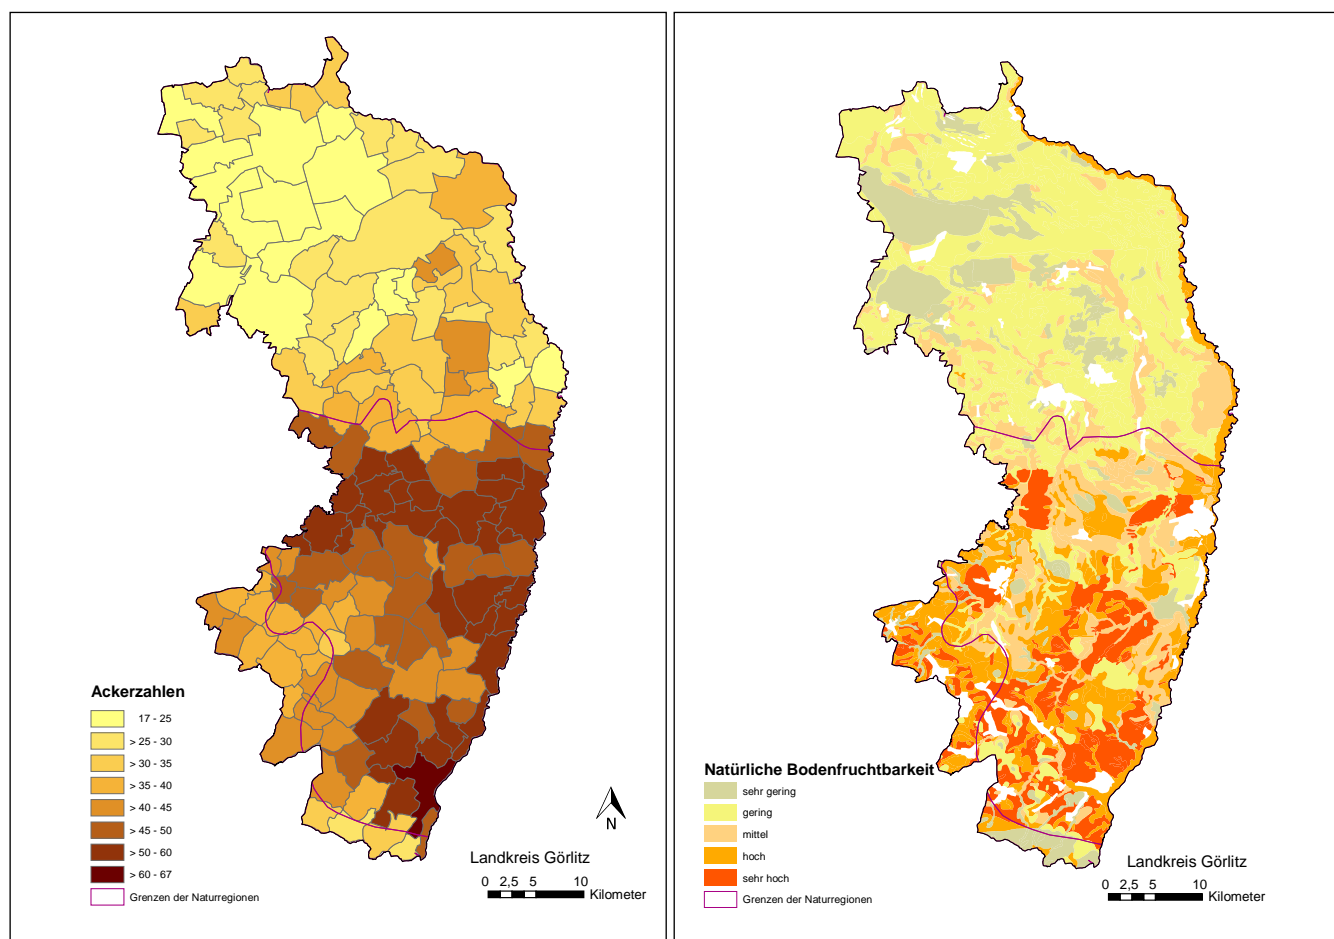 Ackerzahlen
17 - 25
> 25 - 30
> 30 - 35
> 35 - 40
> 40 - 45
> 45 - 50
> 50 - 60
> 60 - 67
Grenzen der Naturregionen
N
Landkreis Görlitz
0 2,5 5 10
Kilometer
Natürliche Bodenfruchtbarkeit
sehr gering
gering
mittel
hoch
sehr hoch
Grenzen der Naturregionen
Landkreis Görlitz
0 2,5 5 10
Kilometer